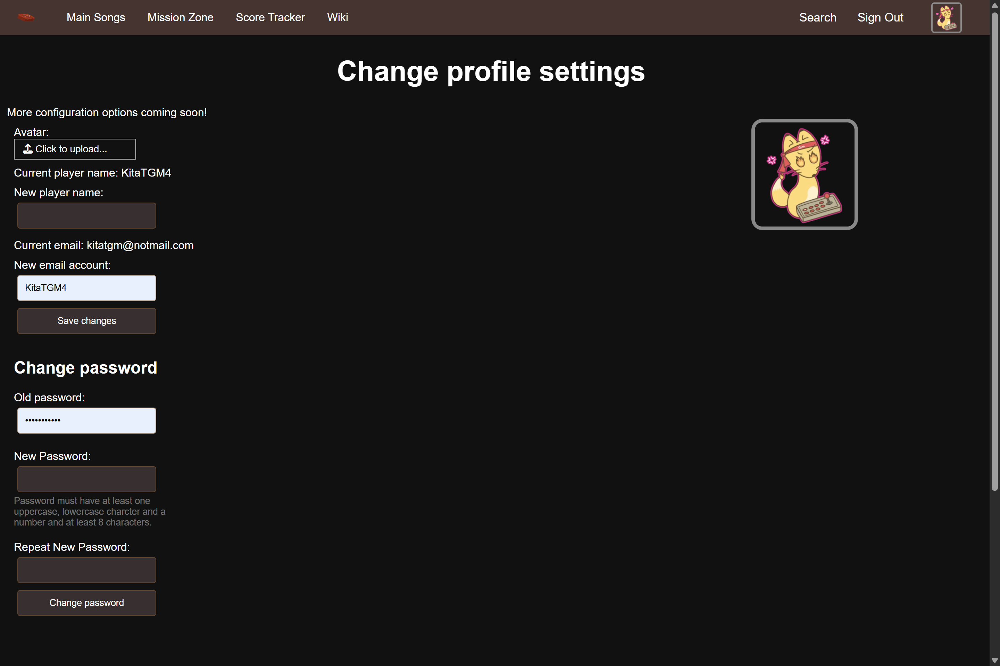 Main Songs Mission Zone Score Tracker Wiki Search Sign Out
Change profile settings
More configuration options coming soon!
Avatar:
Click to upload...
Current player name: KitaTGM4
New player name:
Current email: kitatgm@notmail.com
New email account:
KitaTGM4
Save changes
Change password
Old password:
•••••••••••
New Password:
Password must have at least one
uppercase, lowercase charcter and a
number and at least 8 characters.
Repeat New Password:
Change password